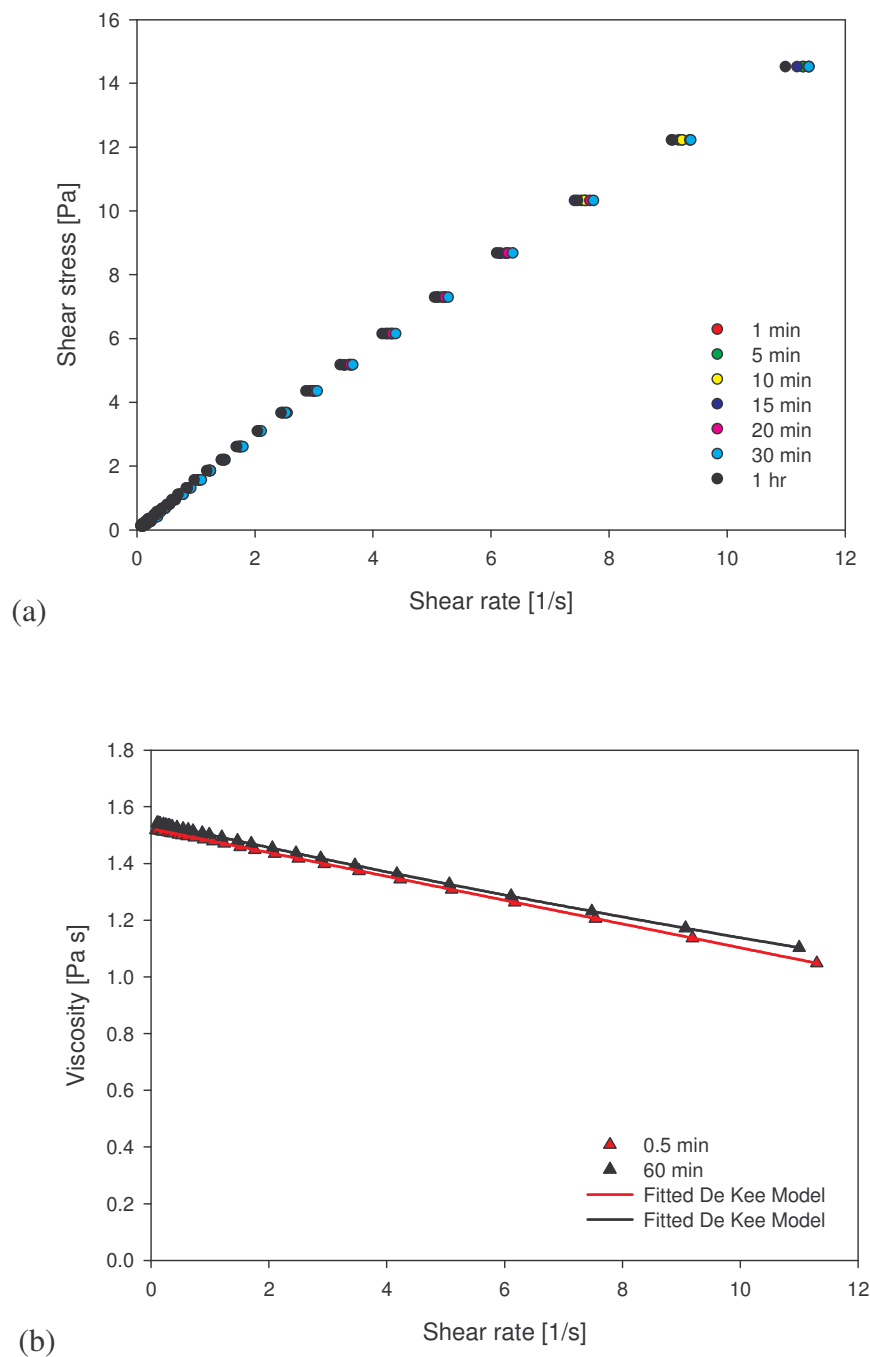 16
14
12
10
8
6
4
2
0
Shear stress [Pa]
1 min
5 min
10 min
15 min
20 min
30 min
1 hr
0 2 4 6 8 10 12
Shear rate [1/s]
(a)
1.8
1.6
1.4
1.2
1.0
0.8
0.6
0.4
0.2
0.0
Viscosity [Pa s]
0.5 min
60 min
Fitted De Kee Model
Fitted De Kee Model
0 2 4 6 8 10 12
Shear rate [1/s]
(b)